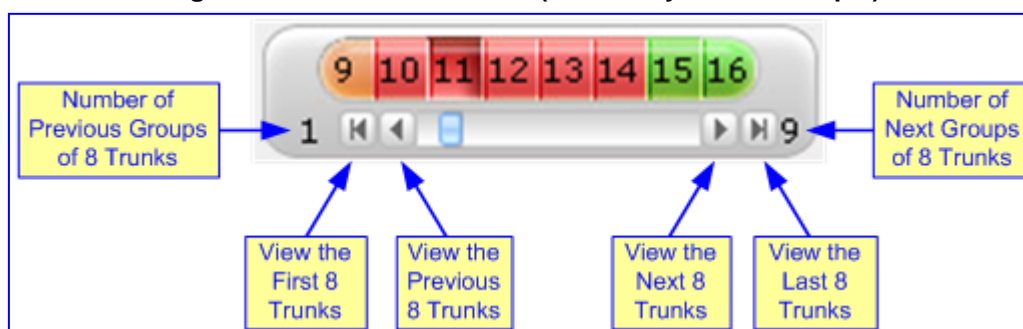 9 10 11 12 13 14 15 16
Number of
Previous Groups
of 8 Trunks
1
9
Number of
Next Groups
of 8 Trunks
View the
First 8
Trunks
View the
Previous
8 Trunks
View the
Next 8
Trunks
View the
Last 8
Trunks